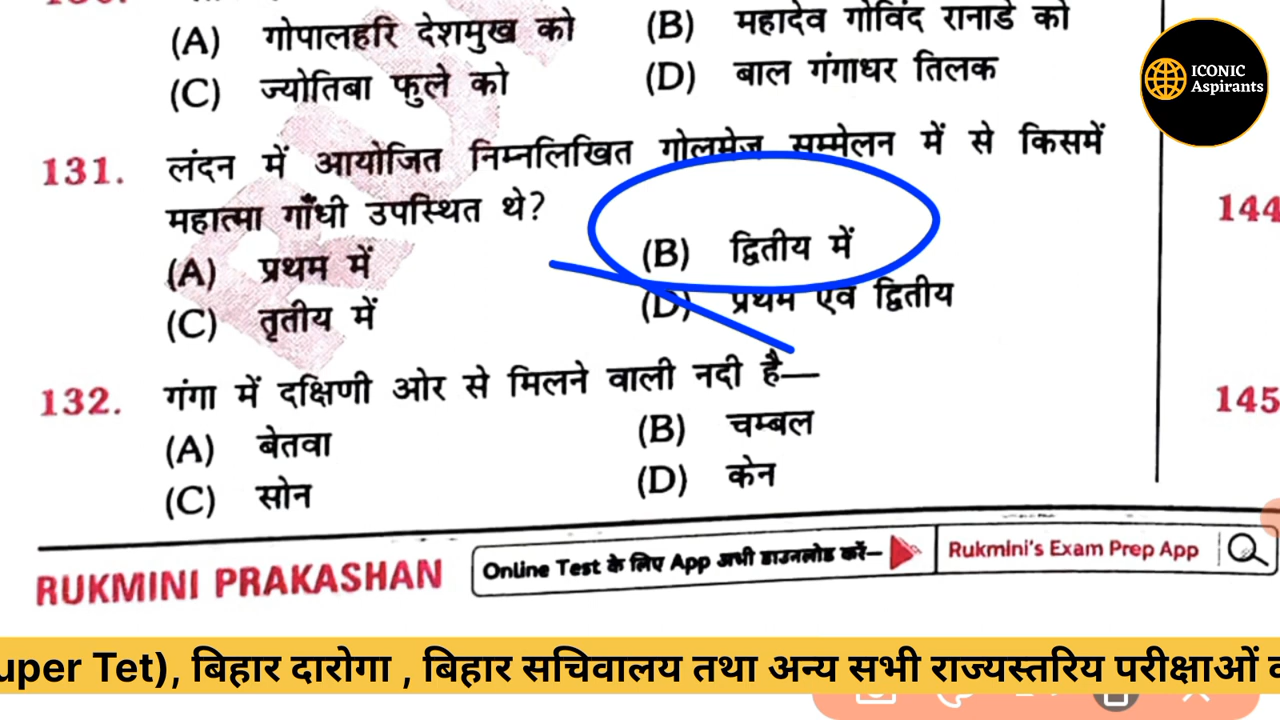 (A) गोपालहरि देशमुख को (B) महादेव गोविंद रानाडे को
(C) ज्योतिबा फुले को (D) बाल गंगाधर तिलक
ICONIC
Aspirants
131. लंदन में आयोजित निम्नलिखित गोलमेज सम्मेलन में से किसमें
महात्मा गाँधी उपस्थित थे?
(A) प्रथम में (B) द्वितीय में
(C) तृतीय में (D) प्रथम एवं द्वितीय
132. गंगा में दक्षिणी ओर से मिलने वाली नदी है—
(A) बेतवा (B) चम्बल
(C) सोन (D) केन
144
145
RUKMINI PRAKASHAN Online Test के लिए App अभी डाउनलोड करें— Rukmini's Exam Prep App
uper Tet), बिहार दारोगा , बिहार सचिवालय तथा अन्य सभी राज्यस्तरिय परीक्षाओं